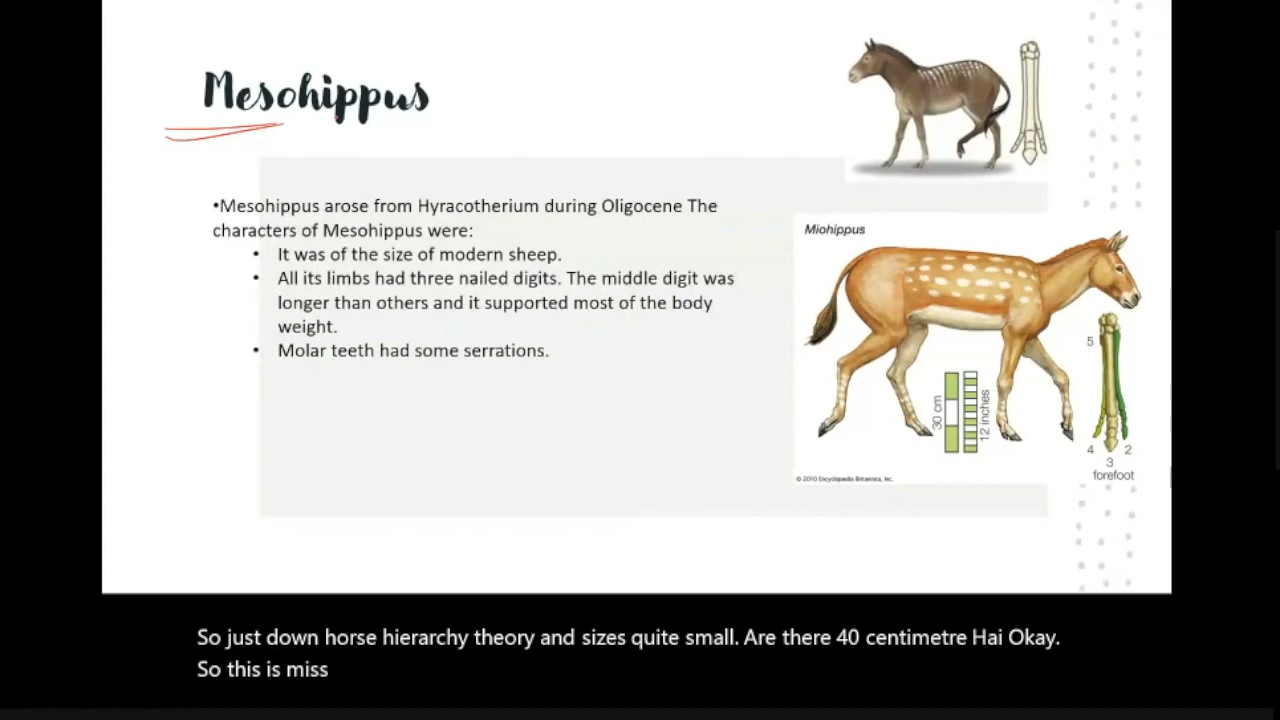 Mesohippus
•Mesohippus arose from Hyracotherium during Oligocene The
characters of Mesohippus were:
• It was of the size of modern sheep.
• All its limbs had three nailed digits. The middle digit was
longer than others and it supported most of the body
weight.
• Molar teeth had some serrations.
Miohippus
5
30 cm
12 inches
4
2
3
forefoot
© 2010 Encyclopædia Britannica, Inc.
So just down horse hierarchy theory and sizes quite small. Are there 40 centimetre Hai Okay.
So this is miss